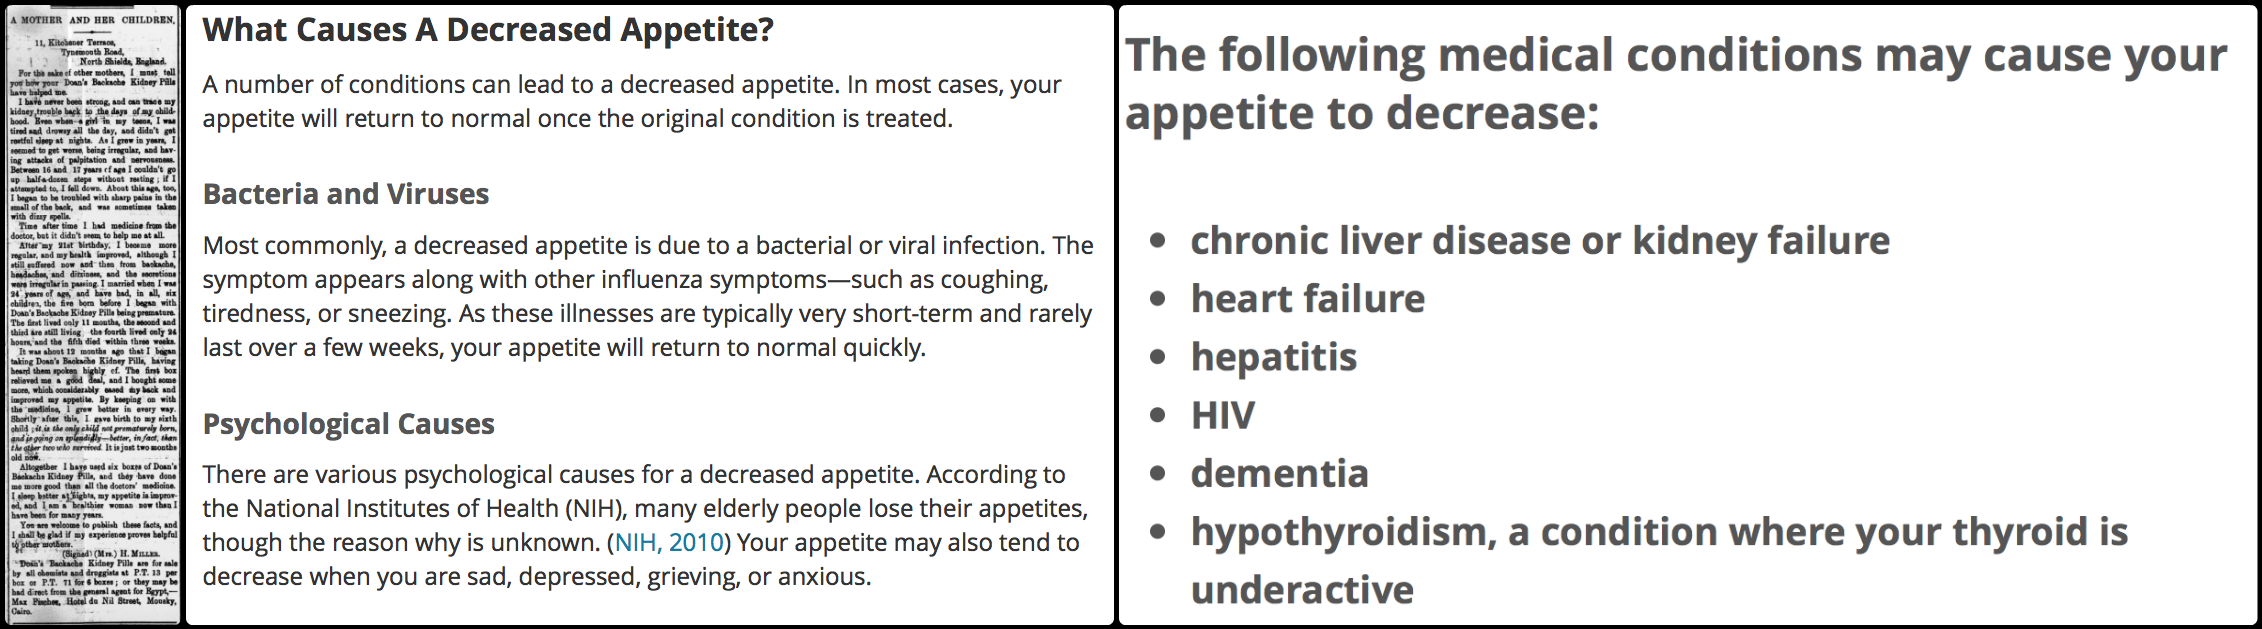 A MOTHER AND HER CHILDREN.
11, Kitchener Terrace,
Tynemouth Road,
North Shields, England.
For the sake of other mothers, I must tell
you how your Doan's Backache Kidney Pills
have helped me.
I have never been strong, and can trace my
kidney trouble back to the days of my child-
hood. Even when a girl in my teens, I was
tired and drowsy all the day, and didn't get
restful sleep at nights. As I grew in years, I
seemed to get worse, being irregular, and hav-
ing attacks of palpitation and nervousness.
Between 16 and 17 years of age I couldn't go
up half-a-dozen steps without resting; if I
attempted to, I fell down. About this age, too,
I began to be troubled with sharp pains in the
small of the back, and was sometimes taken
with dizzy spells.
Time after time I had medicine from the
doctor, but it didn't seem to help me at all.
After my 21st birthday, I became more
regular, and my health improved, although I
still suffered now and then from backache,
headaches, and dizziness, and the secretions
were irregular in passing. I married when I was
24 years of age, and have had, in all, six
children, the five born before I began with
Doan's Backache Kidney Pills being premature.
The first lived only 11 months, the second and
third are still living, the fourth lived only 24
hours, and the fifth died within three weeks.
It was about 12 months ago that I began
taking Doan's Backache Kidney Pills, having
heard them spoken highly of. The first box
relieved me a good deal, and I bought some
more, which considerably eased my back and
improved my appetite. By keeping on with
the medicine, I grew better in every way.
Shortly after this, I gave birth to my sixth
child; it is the only child not prematurely born,
and is going on splendidly—better, in fact, than
the other two who survived. It is just two months
old now.
Altogether I have used six boxes of Doan's
Backache Kidney Pills, and they have done
me more good than all the doctors' medicine.
I sleep better at nights, my appetite is improv-
ed, and I am a healthier woman now than I
have been for many years.
You are welcome to publish these facts, and
I shall be glad if my experience proves helpful
to other mothers.
(Signed) (Mrs.) H. MILLER.
Doan's Backache Kidney Pills are for sale
by all chemists and druggists at P.T. 13 per
box or P.T. 71 for 6 boxes; or they may be
had direct from the general agent for Egypt,—
Max Fischer, Hotel du Nil Street, Mousky,
Cairo.
What Causes A Decreased Appetite?
A number of conditions can lead to a decreased appetite. In most cases, your
appetite will return to normal once the original condition is treated.
Bacteria and Viruses
Most commonly, a decreased appetite is due to a bacterial or viral infection. The
symptom appears along with other influenza symptoms—such as coughing,
tiredness, or sneezing. As these illnesses are typically very short-term and rarely
last over a few weeks, your appetite will return to normal quickly.
Psychological Causes
There are various psychological causes for a decreased appetite. According to
the National Institutes of Health (NIH), many elderly people lose their appetites,
though the reason why is unknown. (NIH, 2010) Your appetite may also tend to
decrease when you are sad, depressed, grieving, or anxious.
The following medical conditions may cause your
appetite to decrease:
• chronic liver disease or kidney failure
• heart failure
• hepatitis
• HIV
• dementia
• hypothyroidism, a condition where your thyroid is
underactive